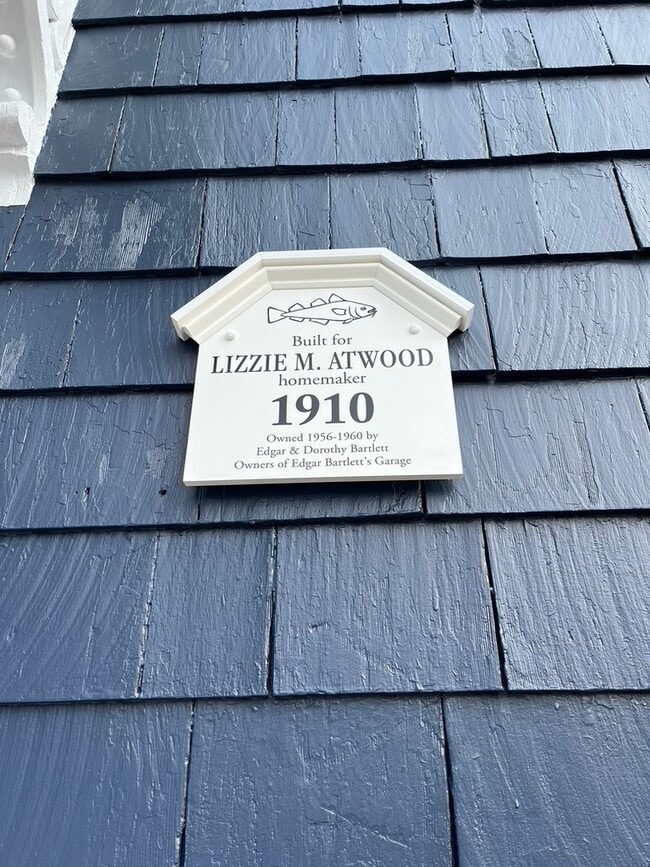 Built for
LIZZIE M. ATWOOD
homemaker
1910
Owned 1956-1960 by
Edgar & Dorothy Bartlett
Owners of Edgar Bartlett's Garage